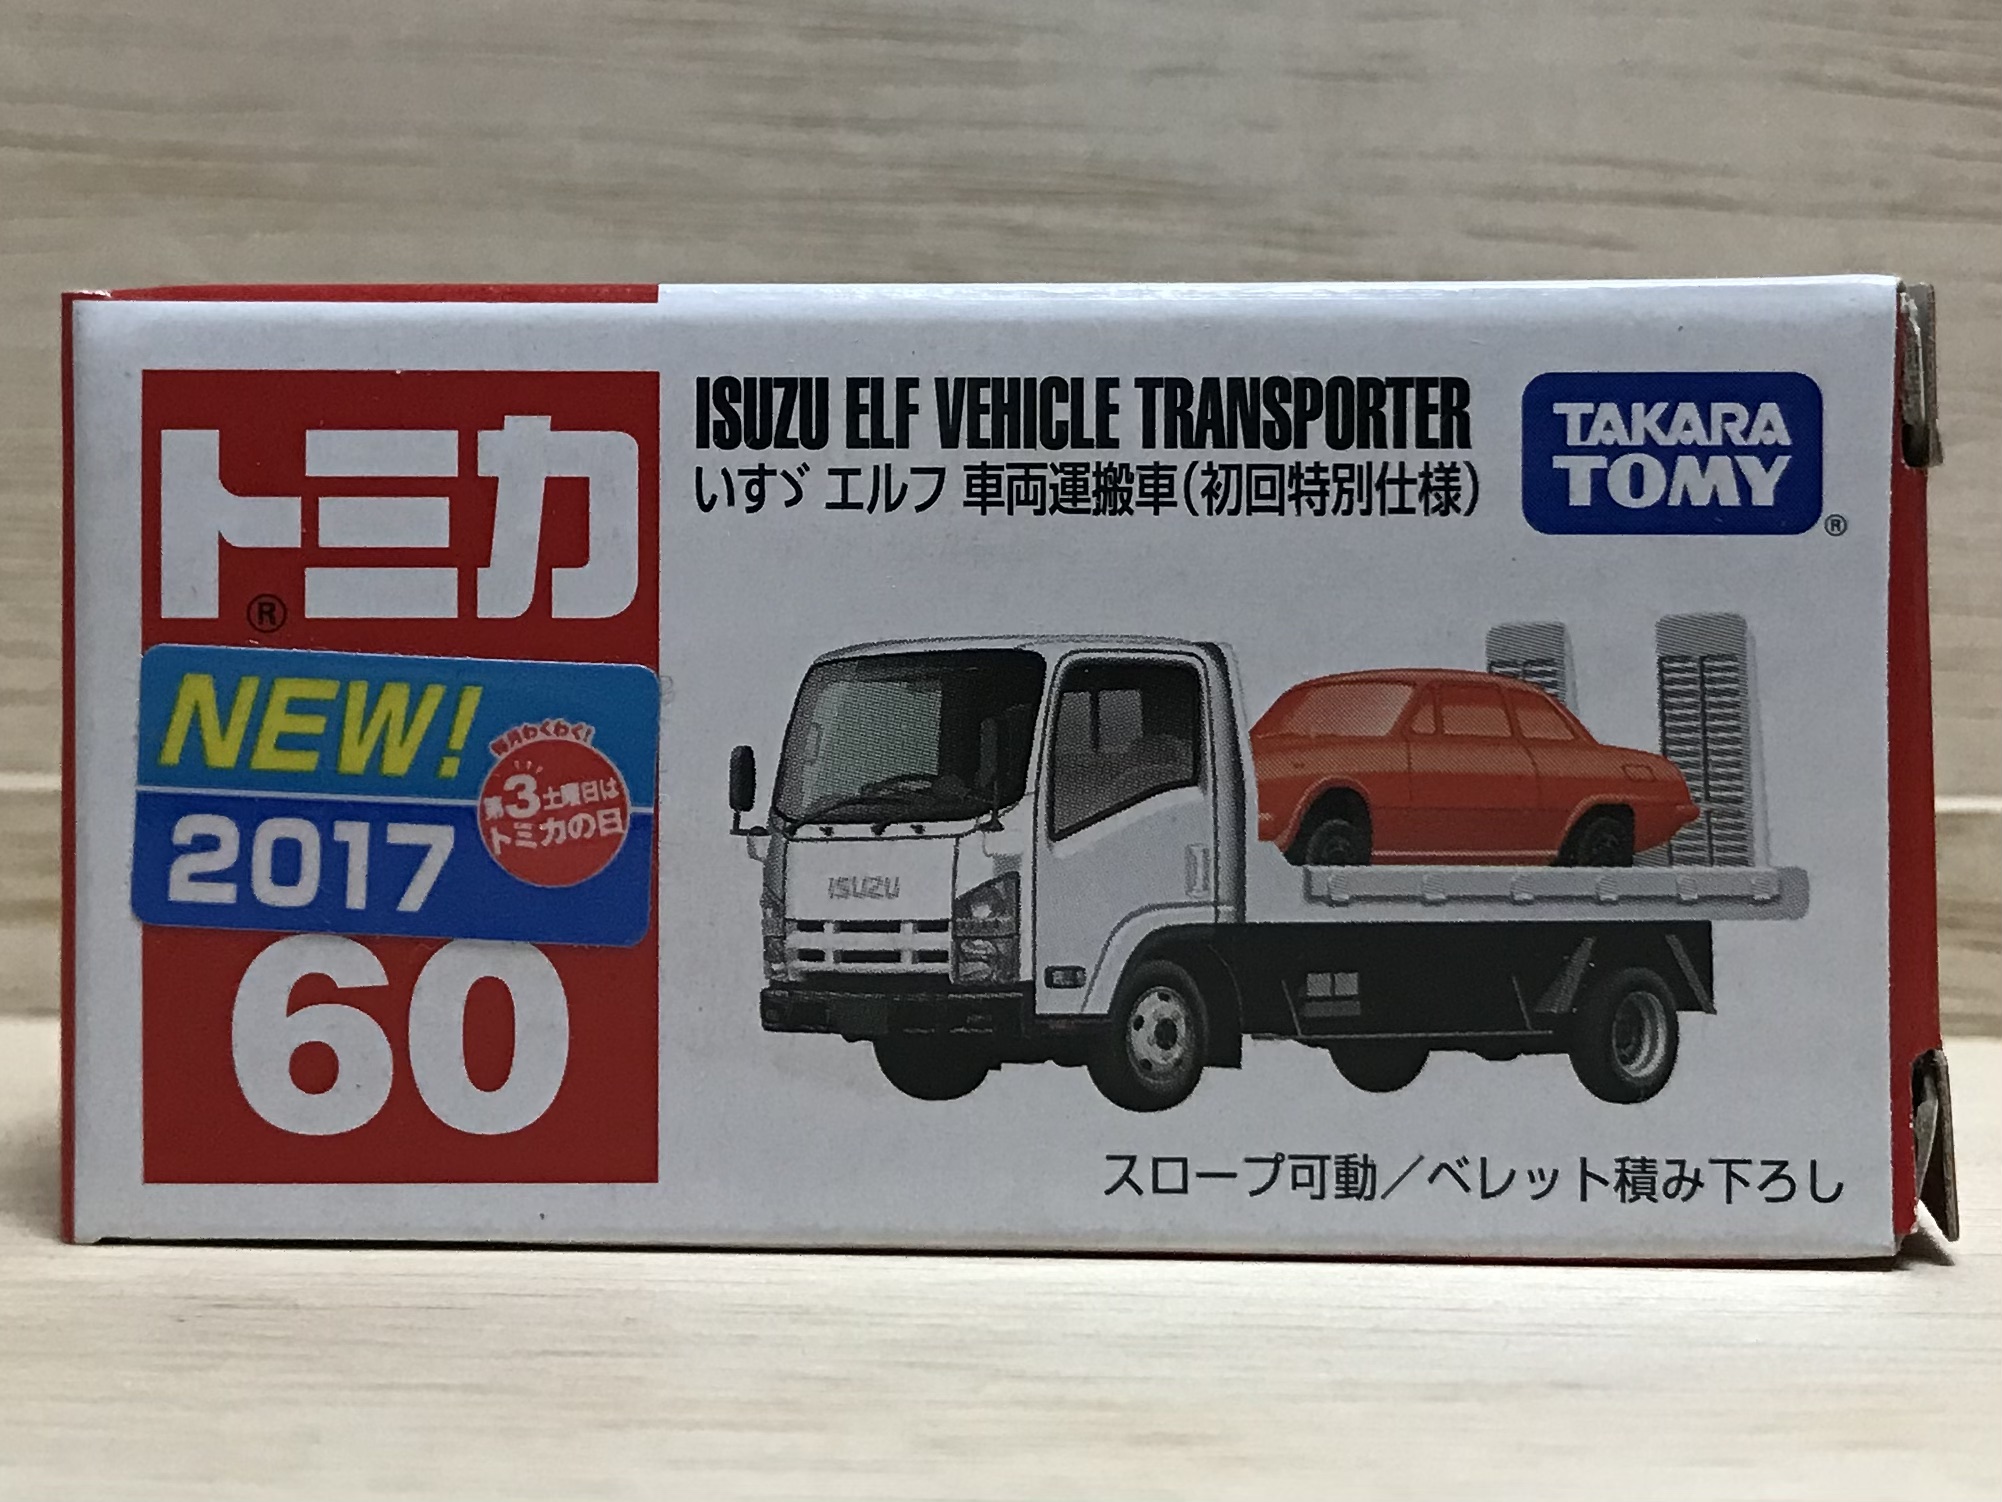 トミカ
®
NEW!
2017
毎月わくわく!
第3土曜日は
トミカの日
60
ISUZU ELF VEHICLE TRANSPORTER
いすゞ エルフ 車両運搬車(初回特別仕様)
TAKARA
TOMY
®
ISUZU
スロープ可動/ベレット積み下ろし